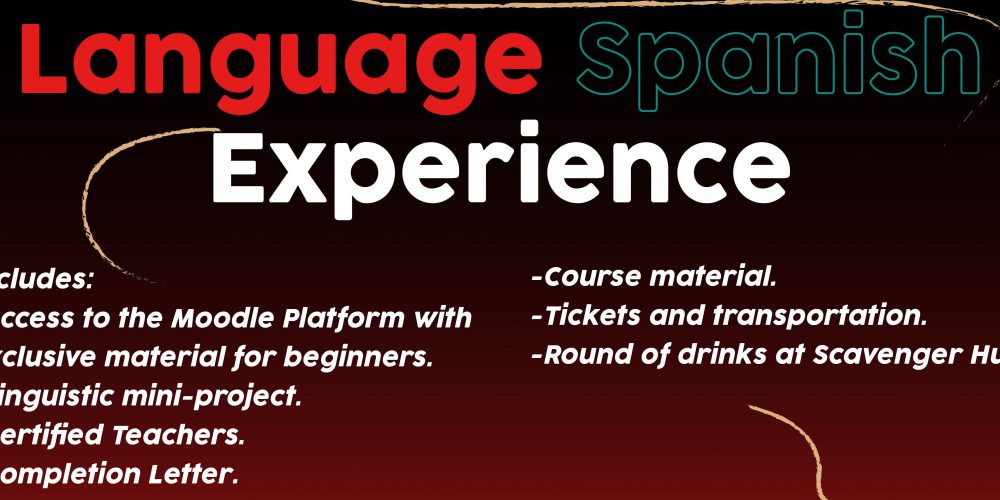 Language Spanish
Experience
cludes:
ccess to the Moodle Platform with
xclusive material for beginners.
inguistic mini-project.
ertified Teachers.
ompletion Letter.
-Course material.
-Tickets and transportation.
-Round of drinks at Scavenger Hu